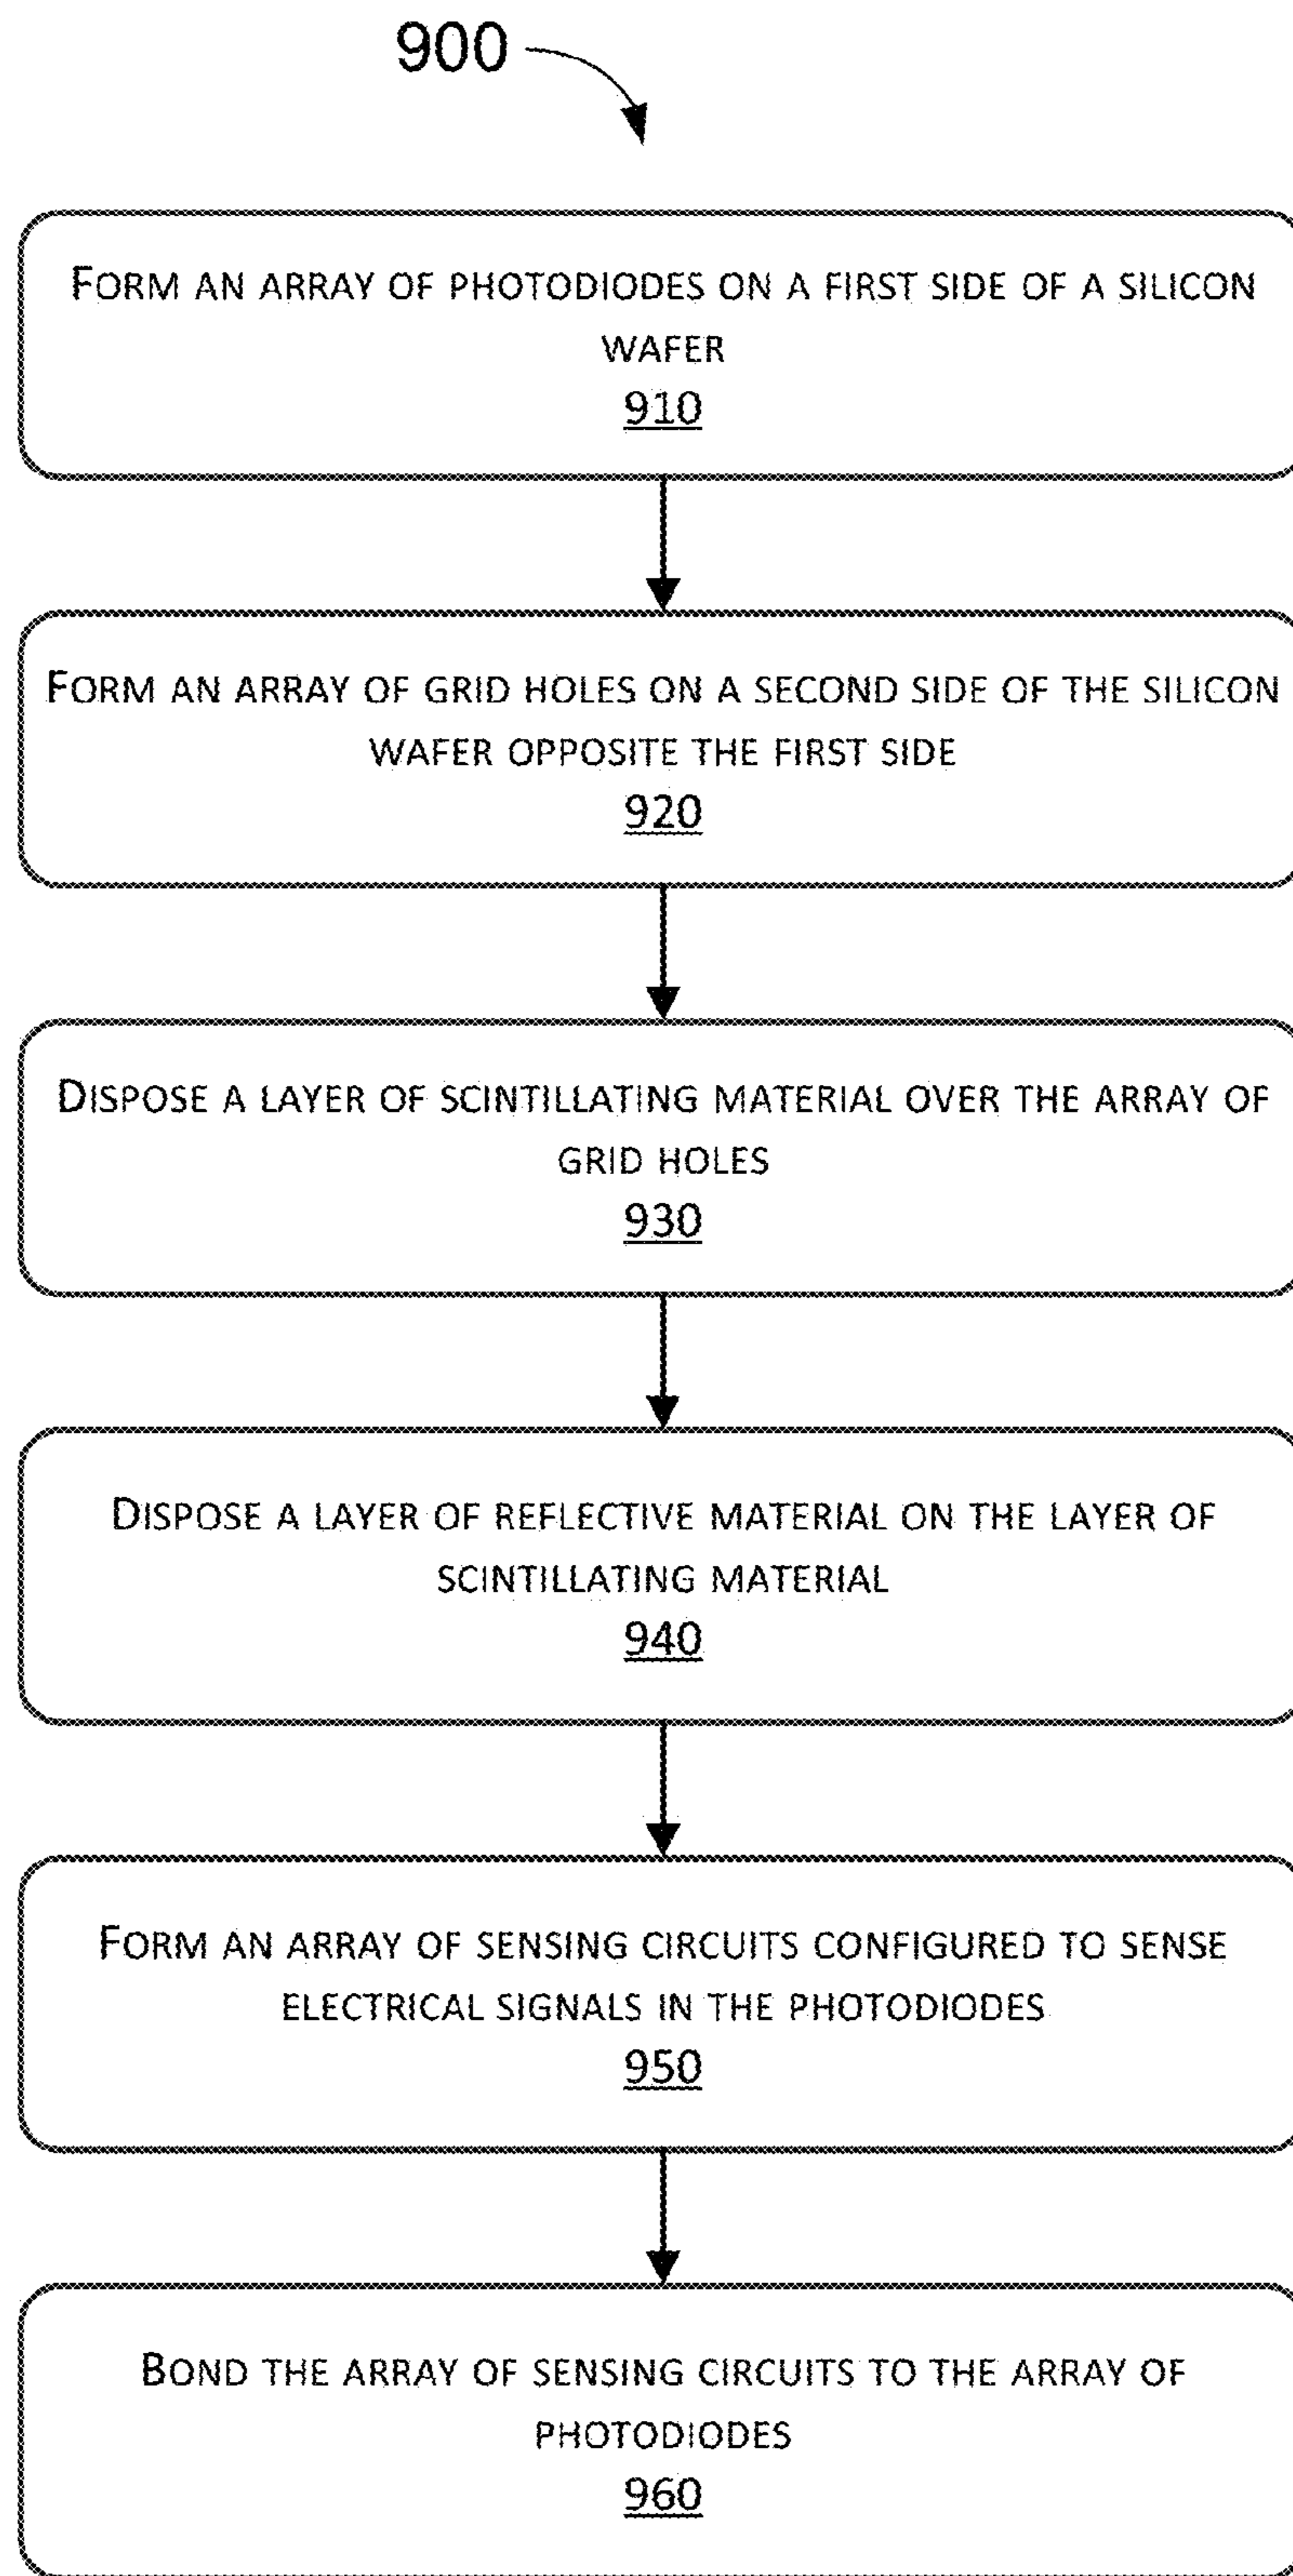 900
FORM AN ARRAY OF PHOTODIODES ON A FIRST SIDE OF A SILICON
WAFER
910
FORM AN ARRAY OF GRID HOLES ON A SECOND SIDE OF THE SILICON
WAFER OPPOSITE THE FIRST SIDE
920
DISPOSE A LAYER OF SCINTILLATING MATERIAL OVER THE ARRAY OF
GRID HOLES
930
DISPOSE A LAYER OF REFLECTIVE MATERIAL ON THE LAYER OF
SCINTILLATING MATERIAL
940
FORM AN ARRAY OF SENSING CIRCUITS CONFIGURED TO SENSE
ELECTRICAL SIGNALS IN THE PHOTODIODES
950
BOND THE ARRAY OF SENSING CIRCUITS TO THE ARRAY OF
PHOTODIODES
960